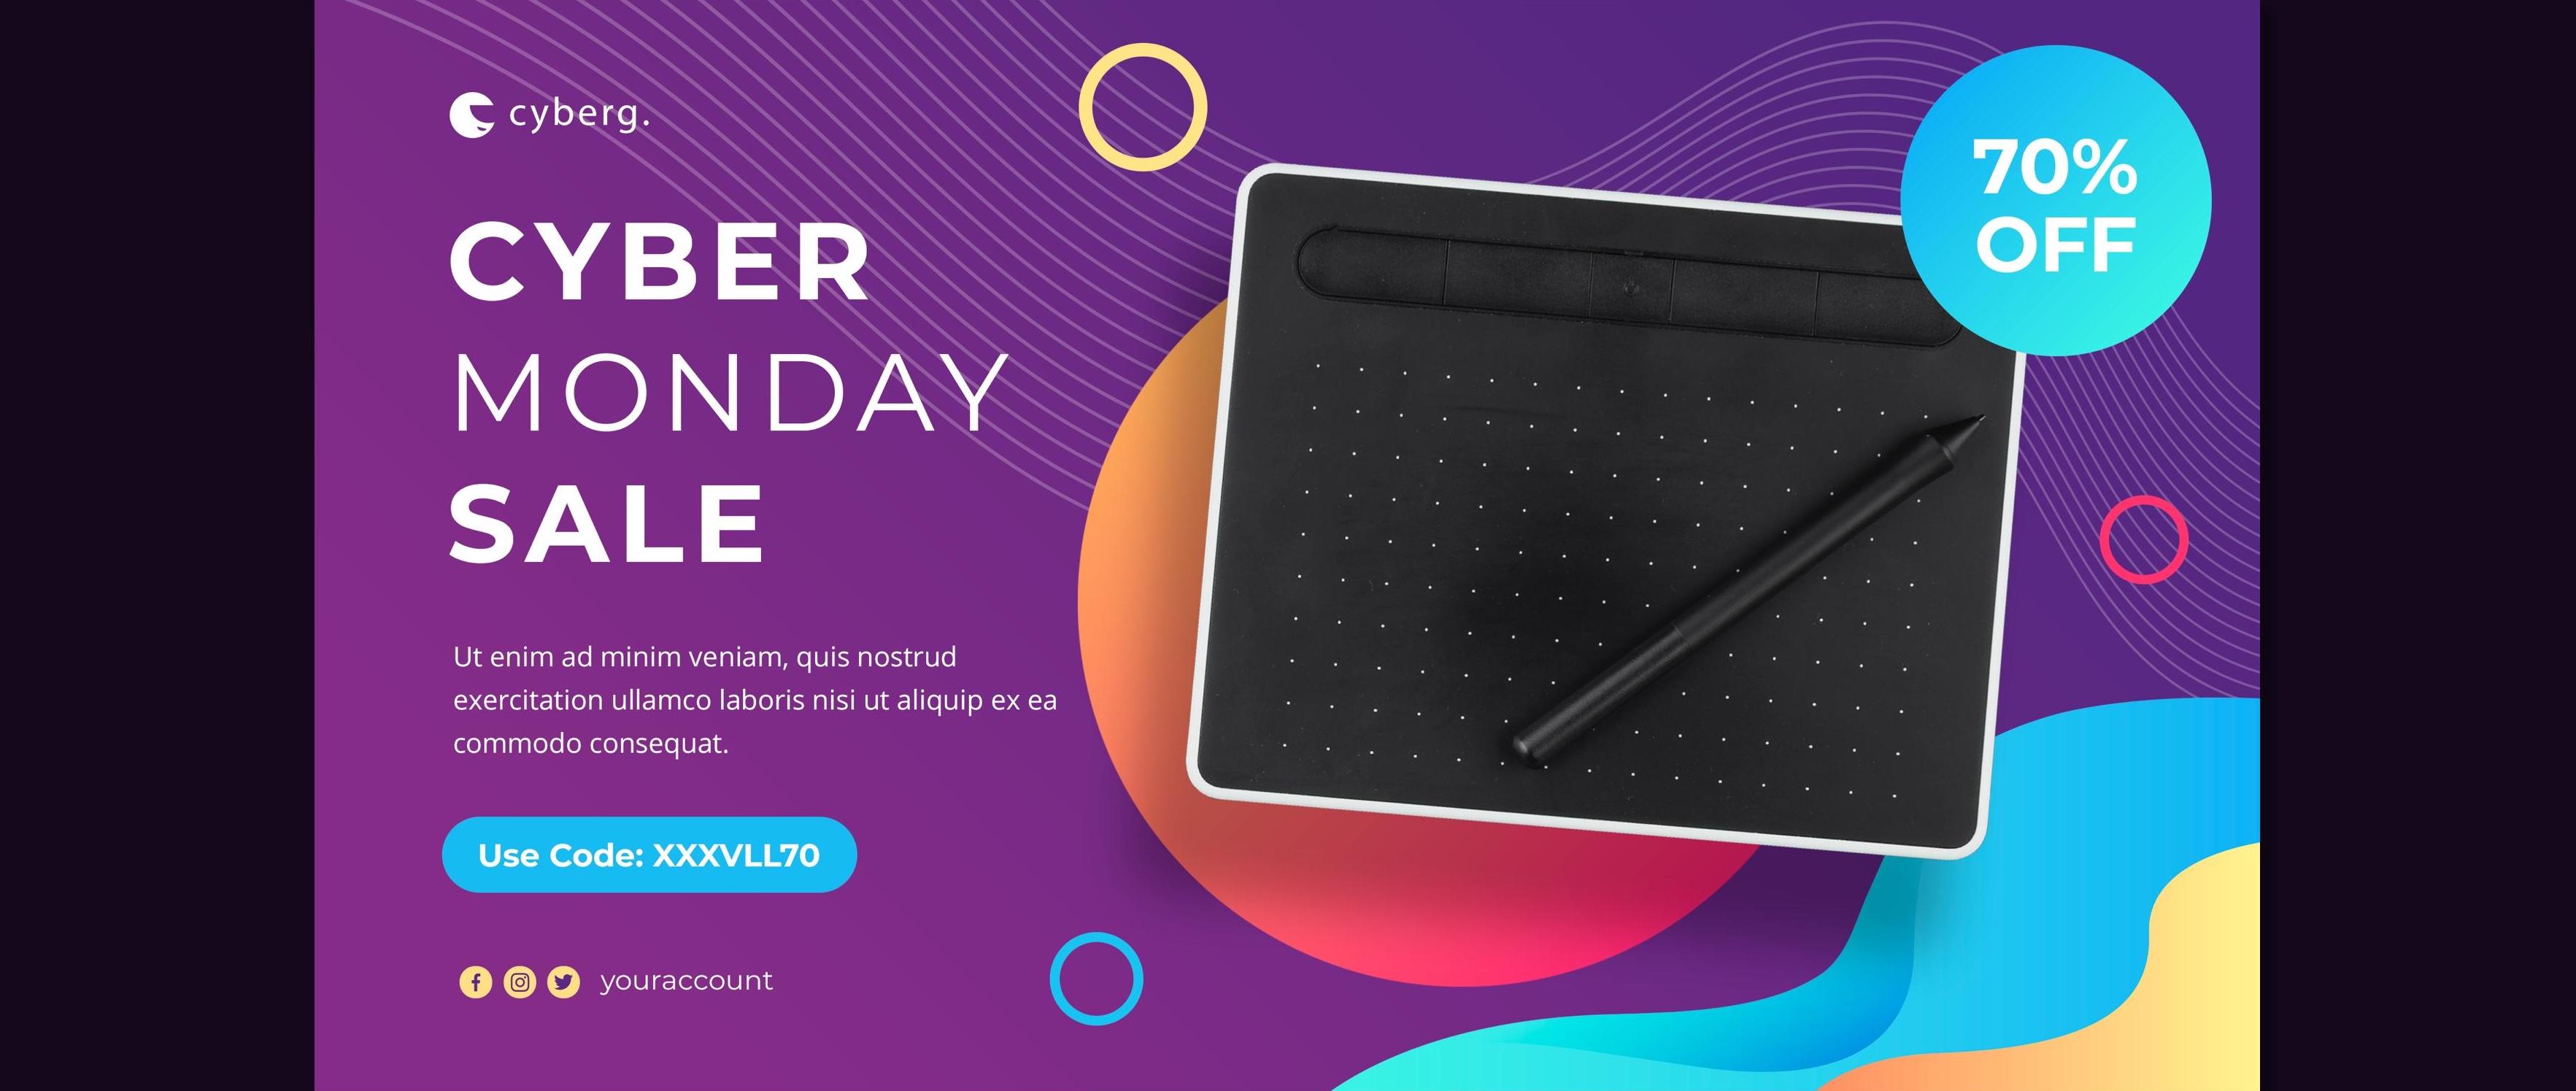 cyberg.
CYBER
MONDAY
SALE
70%
OFF
Ut enim ad minim veniam, quis nostrud
exercitation ullamco laboris nisi ut aliquip ex ea
commodo consequat.
Use Code: XXXVLL70
youraccount